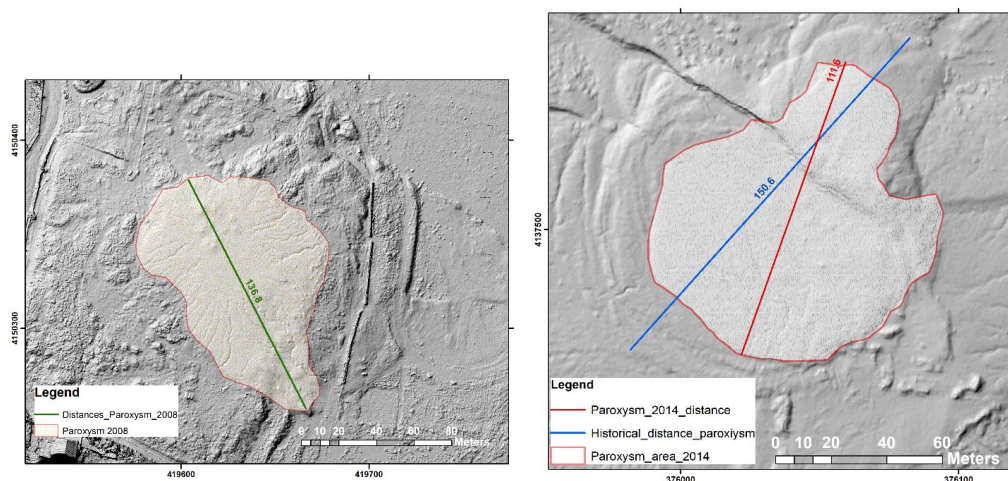 4150400
4150300
136.8
Legend
Distances_Paroxysm_2008
Paroxysm 2008
0 10 20 40 60 80
Meters
419600 419700
4137500
111.6
150.6
Legend
Paroxysm_2014_distance
Historical_distance_paroxiysm
Paroxysm_area_2014
0 10 20 40 60
Meters
376000 376100